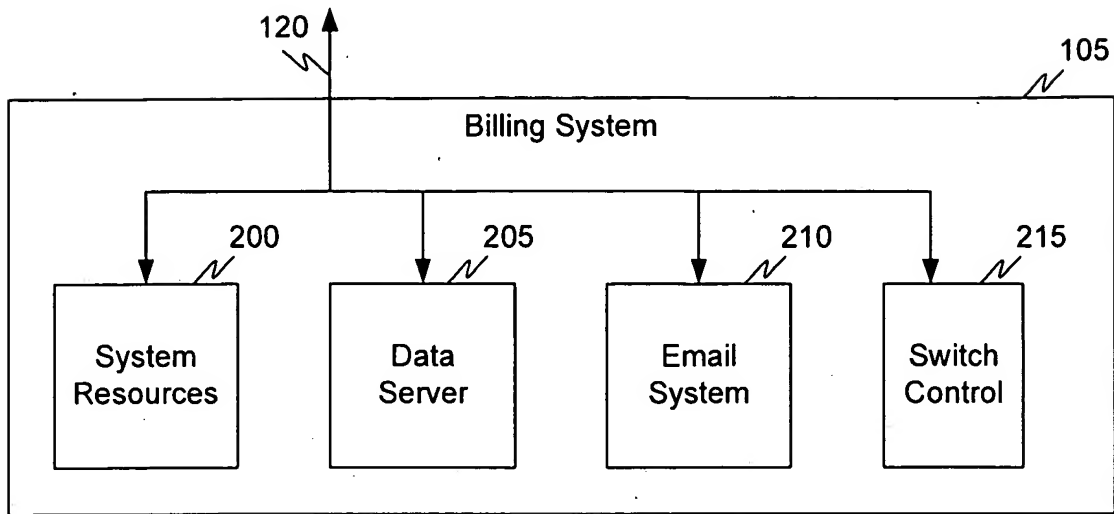 120
105
Billing System
200
205
210
215
System
Resources
Data
Server
Email
System
Switch
Control